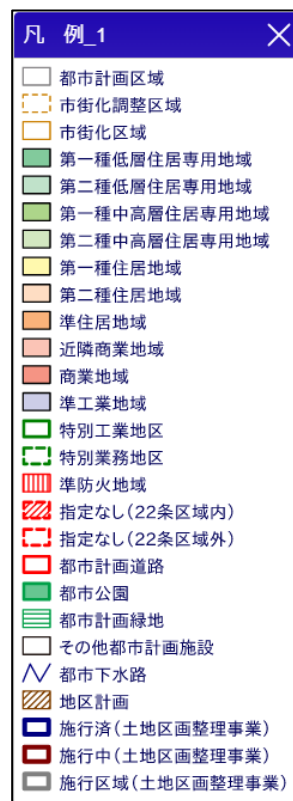 凡　例_1
都市計画区域
市街化調整区域
市街化区域
第一種低層住居専用地域
第二種低層住居専用地域
第一種中高層住居専用地域
第二種中高層住居専用地域
第一種住居地域
第二種住居地域
準住居地域
近隣商業地域
商業地域
準工業地域
特別工業地区
特別業務地区
準防火地域
指定なし(22条区域内)
指定なし(22条区域外)
都市計画道路
都市公園
都市計画緑地
その他都市計画施設
都市下水路
地区計画
施行済(土地区画整理事業)
施行中(土地区画整理事業)
施行区域(土地区画整理事業)